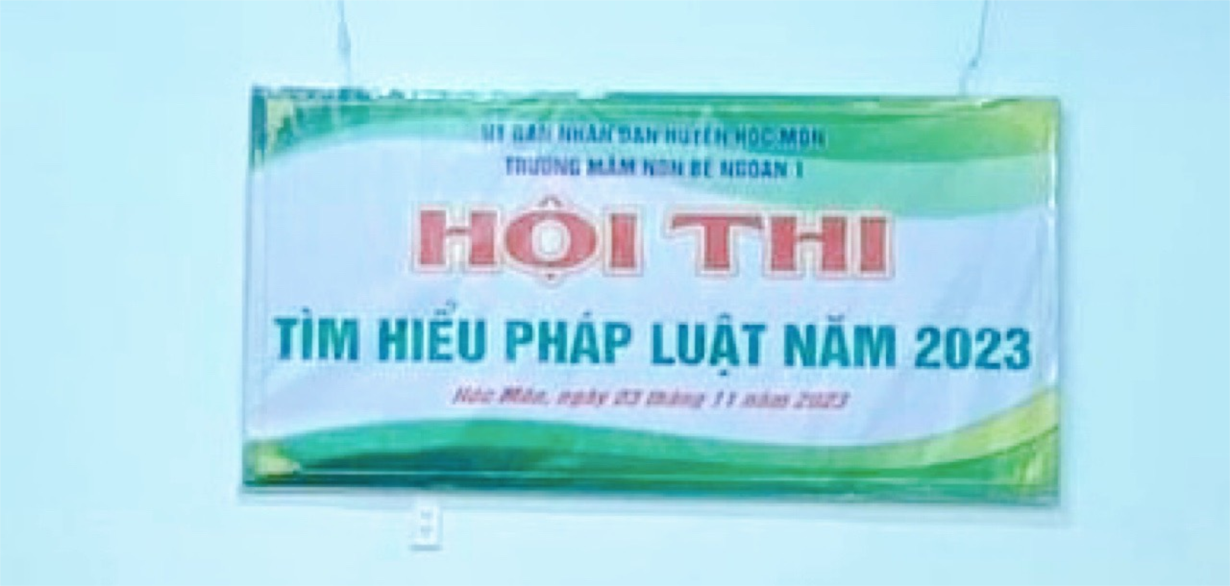 ỦY BAN NHÂN DÂN HUYỆN HÓC MÔN
TRƯỜNG MẦM NON BÉ NGOAN 1
HỘI THI
TÌM HIỂU PHÁP LUẬT NĂM 2023
Hóc Môn, ngày 03 tháng 11 năm 2023